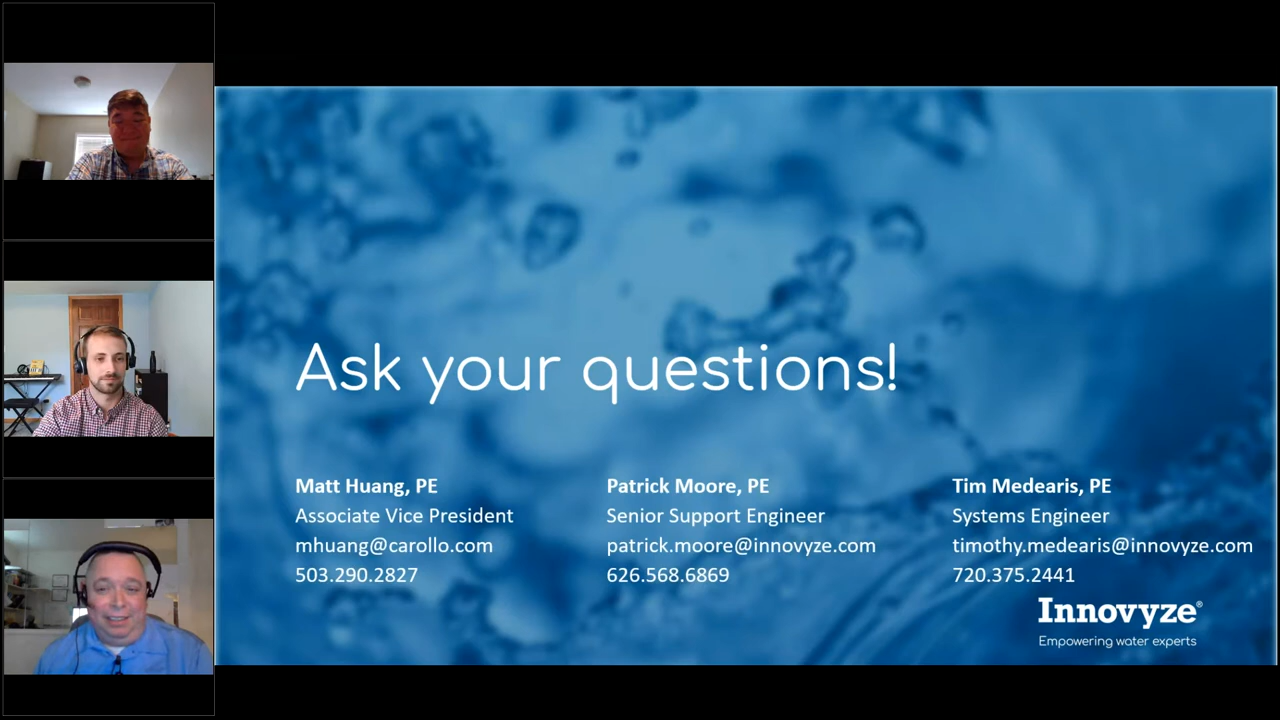 Ask your questions!
Matt Huang, PE
Associate Vice President
mhuang@carollo.com
503.290.2827
Patrick Moore, PE
Senior Support Engineer
patrick.moore@innovyze.com
626.568.6869
Tim Medearis, PE
Systems Engineer
timothy.medearis@innovyze.com
720.375.2441
Innovyze®
Empowering water experts